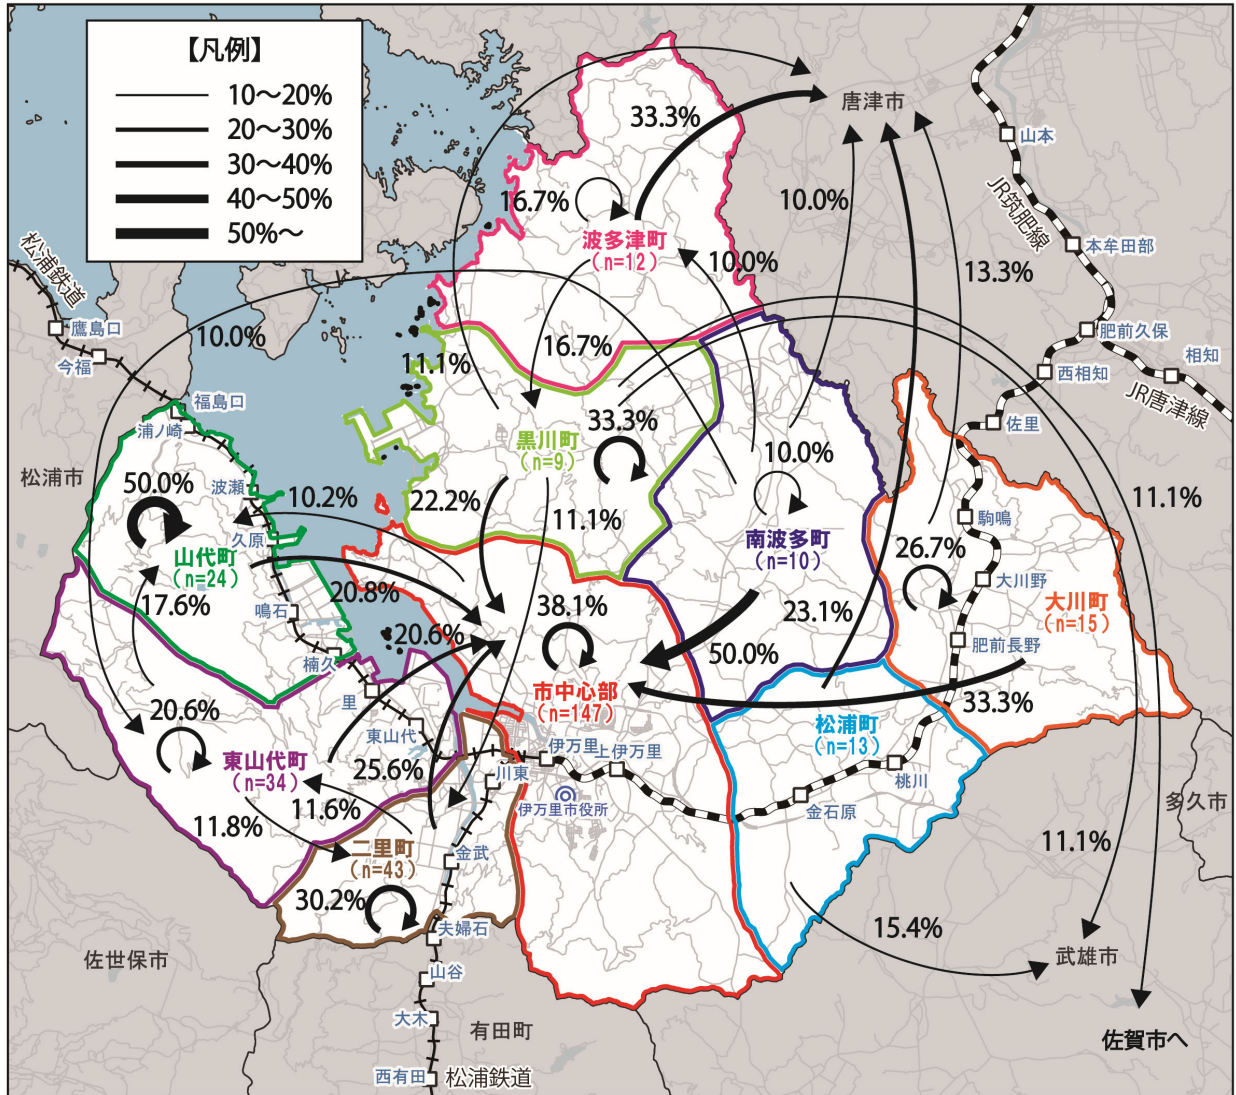 【凡例】
10～20%
20～30%
30～40%
40～50%
50%～
唐津市
33.3%
山本
JR筑肥線
16.7%
10.0%
波多津町
(n=12)
本牟田部
10.0%
13.3%
松浦鉄道
鷹島口
今福
10.0%
肥前久保
相知
西相知
JR唐津線
16.7%
11.1%
福島口
浦ノ崎
佐里
33.3%
黒川町
(n=9)
10.0%
松浦市
50.0%
波瀬
10.2%
22.2%
11.1%
11.1%
駒鳴
久原
南波多町
(n=10)
26.7%
山代町
(n=24)
大川野
17.6%
20.8%
38.1%
23.1%
大川町
(n=15)
鳴石
20.6%
肥前長野
楠久
50.0%
里
市中心部
(n=147)
33.3%
20.6%
東山代
松浦町
(n=13)
東山代町
(n=34)
25.6%
伊万里
上伊万里
川東
桃川
伊万里市役所
金石原
多久市
11.8%
11.6%
二里町
(n=43)
金武
11.1%
30.2%
夫婦石
15.4%
佐世保市
武雄市
山谷
大木
有田町
佐賀市へ
西有田
松浦鉄道